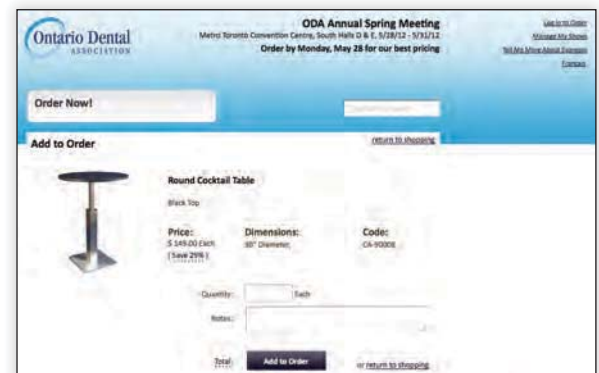 Ontario Dental
ASSOCIATION
ODA Annual Spring Meeting
Metro Toronto Convention Centre, South Halls D & E, 5/28/12 - 5/31/12
Order by Monday, May 28 for our best pricing
Log in to Order
Manage My Shows
Tell Me More About Expresso
Français
Order Now!
Add to Order
return to shopping
Round Cocktail Table
Black Top
Price: Dimensions: Code:
$ 149.00 Each 30" Diameter, CA-90008
( Save 29% )
Quantity: Each
Notes:
Total: Add to Order or return to shopping